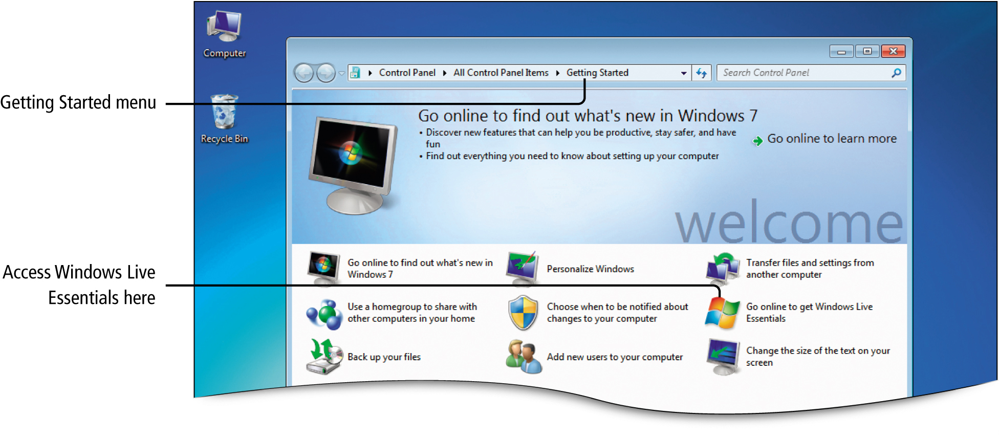 Computer
Control Panel
All Control Panel Items
Getting Started
Search Control Panel
Getting Started menu
Recycle Bin
Go online to find out what's new in Windows 7
• Discover new features that can help you be productive, stay safer, and have
fun
• Find out everything you need to know about setting up your computer
Go online to learn more
welcome
Access Windows Live
Essentials here
Go online to find out what's new in
Windows 7
Personalize Windows
Transfer files and settings from
another computer
Use a homegroup to share with
other computers in your home
Choose when to be notified about
changes to your computer
Go online to get Windows Live
Essentials
Back up your files
Add new users to your computer
Change the size of the text on your
screen